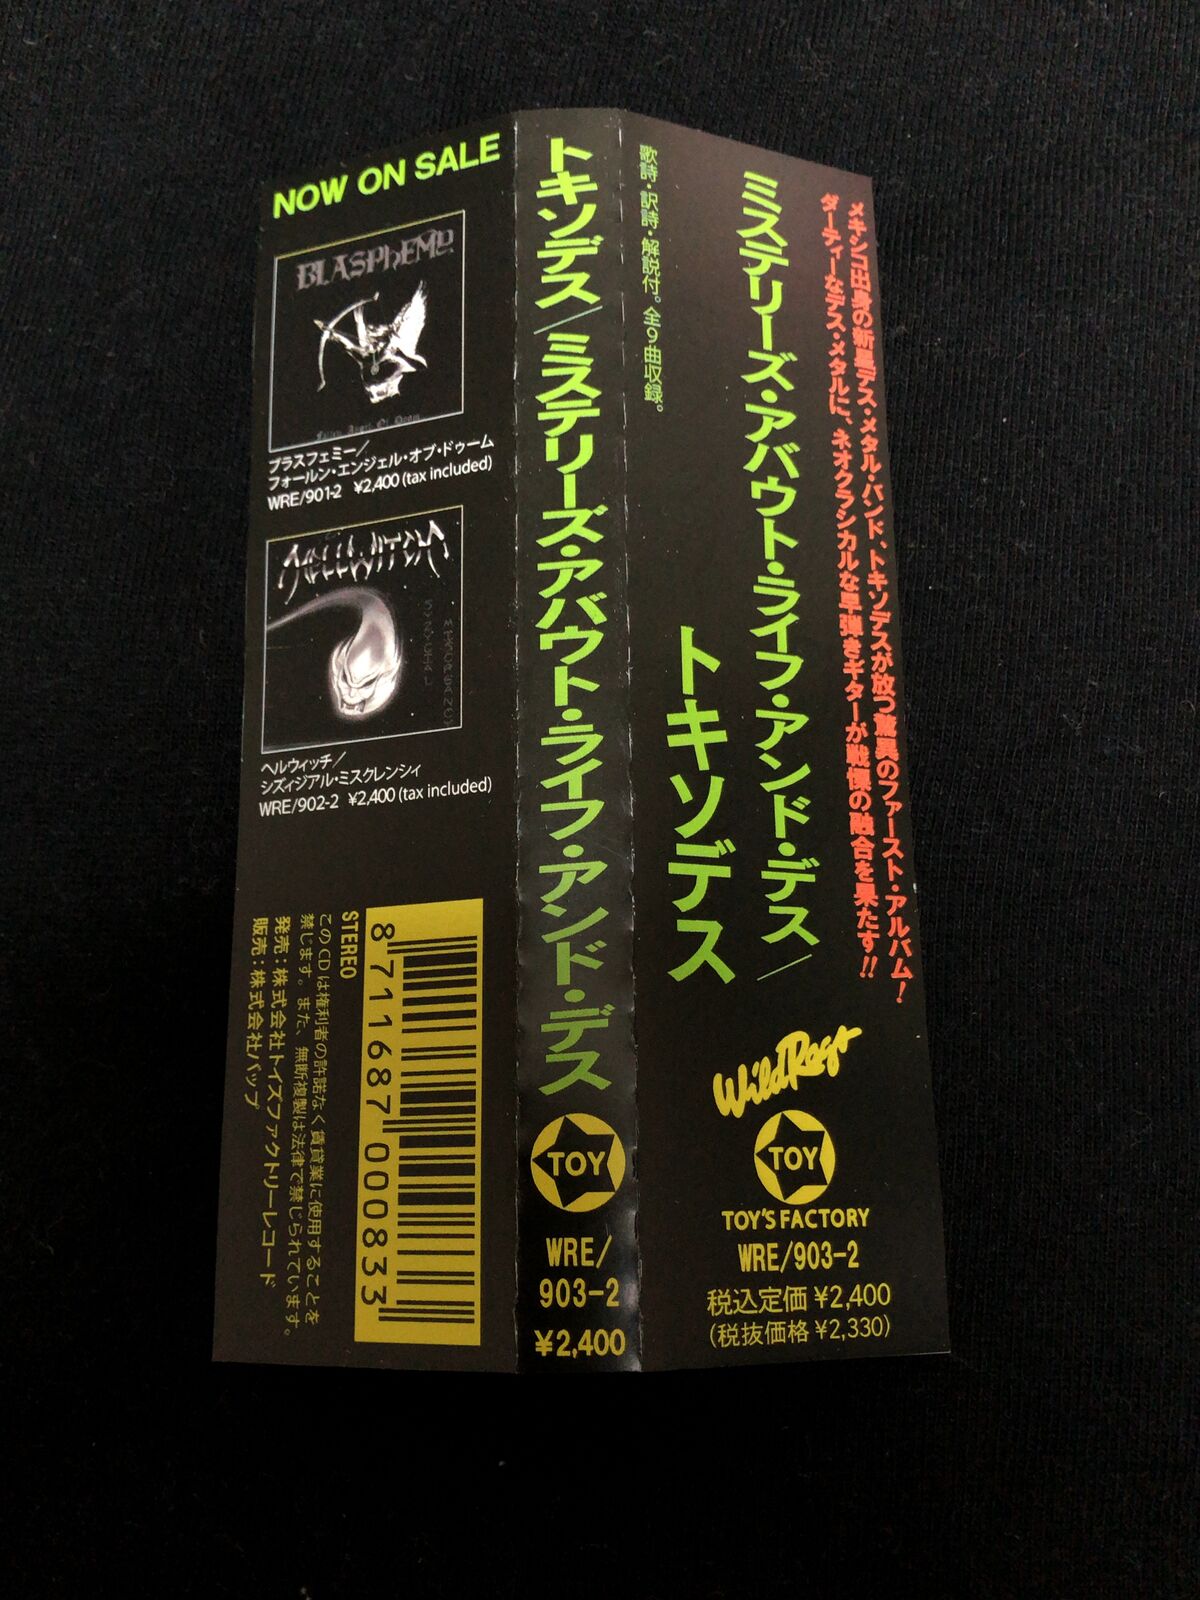 NOW ON SALE
BLASPhEMY
Fallen Angel Of Doom
ブラスフェミー/
フォールン・エンジェル・オブ・ドゥーム
WRE/901-2 ¥2,400 (tax included)
HELLWITCH
SYZYGIAL
MISCREANCY
ヘルウィッチ/
シズィジアル・ミスクレンシィ
WRE/902-2 ¥2,400 (tax included)
8711687000833
STEREO
このCDは権利者の許諾なく賃貸業に使用することを
禁じます。また、無断複製は法律で禁じられています。
発売:株式会社トイズファクトリーレコード
販売:株式会社バップ
トキソデス/ミステリーズ・アバウト・ライフ・アンド・デス
TOY
WRE/
903-2
¥2,400
メキシコ出身の新星デス・メタル・バンド、トキソデスが放つ驚異のファースト・アルバム!
ダーティーなデス・メタルに、ネオクラシカルな早弾きギターが戦慄の融合を果たす!!
ミステリーズ・アバウト・ライフ・アンド・デス/
トキソデス
歌詩・訳詩・解説付。全9曲収録。
Wild Rags
TOY
TOY'S FACTORY
WRE/903-2
税込定価 ¥2,400
(税抜価格 ¥2,330)